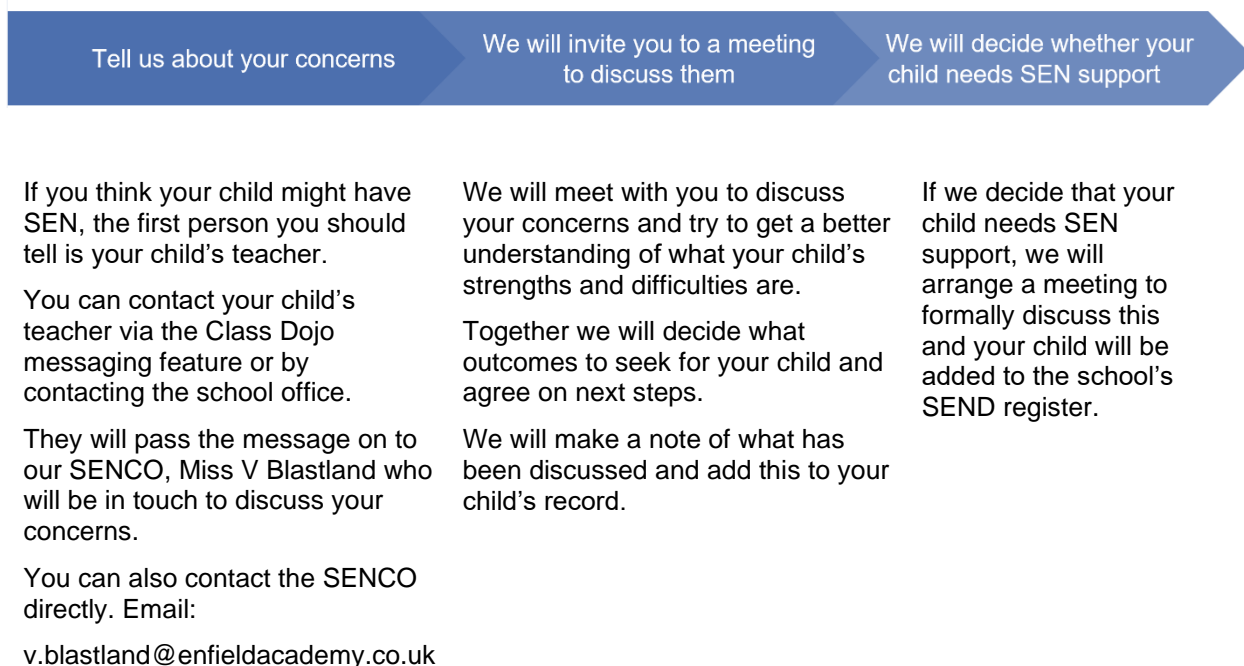 Tell us about your concerns
We will invite you to a meeting
to discuss them
We will decide whether your
child needs SEN support
If you think your child might have
SEN, the first person you should
tell is your child’s teacher.
You can contact your child’s
teacher via the Class Dojo
messaging feature or by
contacting the school office.
They will pass the message on to
our SENCO, Miss V Blastland who
will be in touch to discuss your
concerns.
You can also contact the SENCO
directly. Email:
v.blastland@enfieldacademy.co.uk
We will meet with you to discuss
your concerns and try to get a better
understanding of what your child’s
strengths and difficulties are.
Together we will decide what
outcomes to seek for your child and
agree on next steps.
We will make a note of what has
been discussed and add this to your
child’s record.
If we decide that your
child needs SEN
support, we will
arrange a meeting to
formally discuss this
and your child will be
added to the school’s
SEND register.